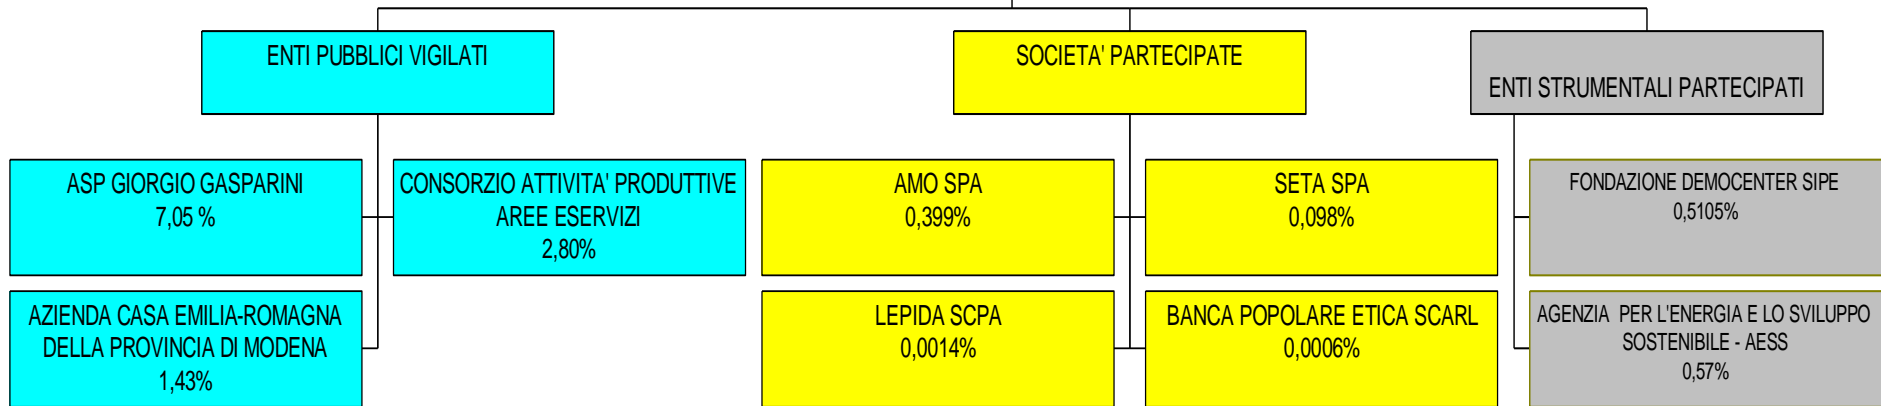 ENTI PUBBLICI VIGILATI
SOCIETA' PARTECIPATE
ENTI STRUMENTALI PARTECIPATI
ASP GIORGIO GASPARINI
7,05 %
CONSORZIO ATTIVITA' PRODUTTIVE
AREE ESERVIZI
2,80%
AMO SPA
0,399%
SETA SPA
0,098%
FONDAZIONE DEMOCENTER SIPE
0,5105%
AZIENDA CASA EMILIA-ROMAGNA
DELLA PROVINCIA DI MODENA
1,43%
LEPIDA SCPA
0,0014%
BANCA POPOLARE ETICA SCARL
0,0006%
AGENZIA  PER L'ENERGIA E LO SVILUPPO
SOSTENIBILE - AESS
0,57%